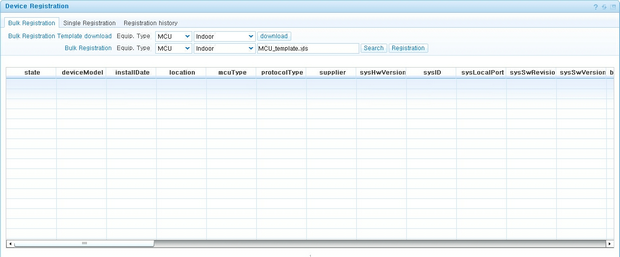 Device Registration
Bulk Registration Single Registration Registration history
Bulk Registration Template download Equip. Type MCU Indoor download
Bulk Registration Equip. Type MCU Indoor MCU_template.xls Search Registration
state deviceModel installDate location mcuType protocolType supplier sysHwVersion sysID sysLocalPort sysSwRevisio sysSwVersion b